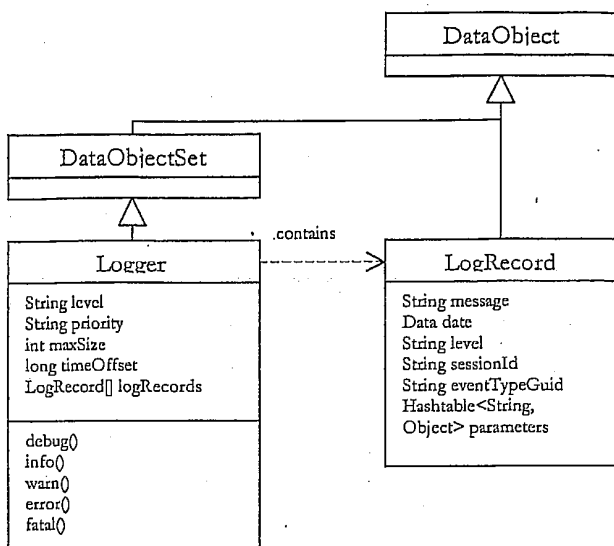 DataObject
DataObjectSet
.contains
Logger
String level
String priority
int maxSize
long timeOffset
LogRecord[] logRecords
debug()
info()
warn()
error()
fatal()
LogRecord
String message
Data date
String level
String sessionId
String eventTypeGuid
Hashtable<String,
Object> parameters